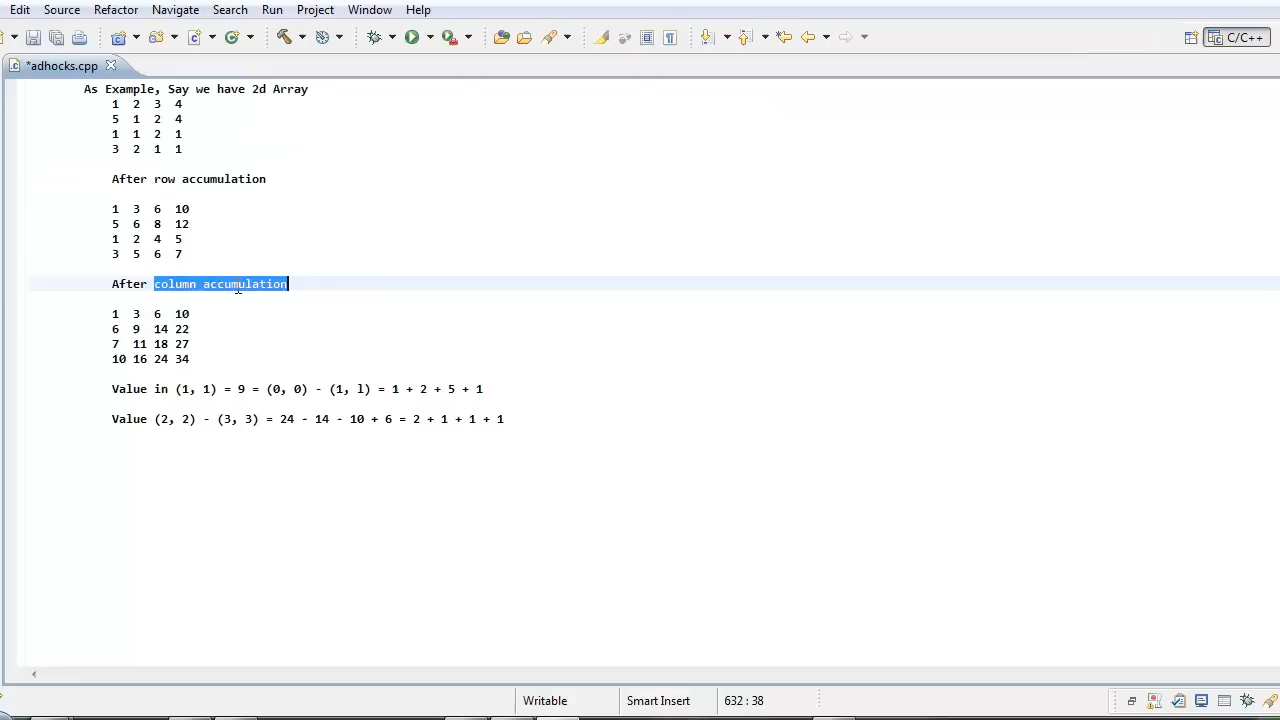 Edit Source Refactor Navigate Search Run Project Window Help
C/C++
*adhocks.cpp
As Example, Say we have 2d Array
1 2 3 4
5 1 2 4
1 1 2 1
3 2 1 1
After row accumulation
1 3 6 10
5 6 8 12
1 2 4 5
3 5 6 7
After column accumulation
1 3 6 10
6 9 14 22
7 11 18 27
10 16 24 34
Value in (1, 1) = 9 = (0, 0) - (1, l) = 1 + 2 + 5 + 1
Value (2, 2) - (3, 3) = 24 - 14 - 10 + 6 = 2 + 1 + 1 + 1
Writable Smart Insert 632 : 38